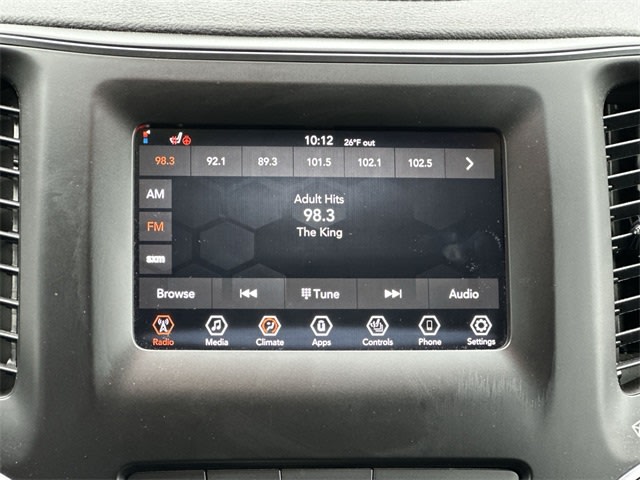 10:12 26°F out
98.3 92.1 89.3 101.5 102.1 102.5
AM
Adult Hits
98.3
FM
The King
sxm
Browse Tune Audio
Radio Media Climate Apps Controls Phone Settings